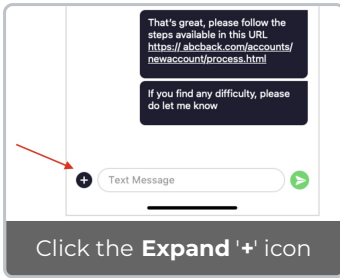 That's great, please follow the
steps available in this URL
https:// abcback.com/accounts/
newaccount/process.html
If you find any difficulty, please
do let me know
Text Message
Click the Expand '+' icon